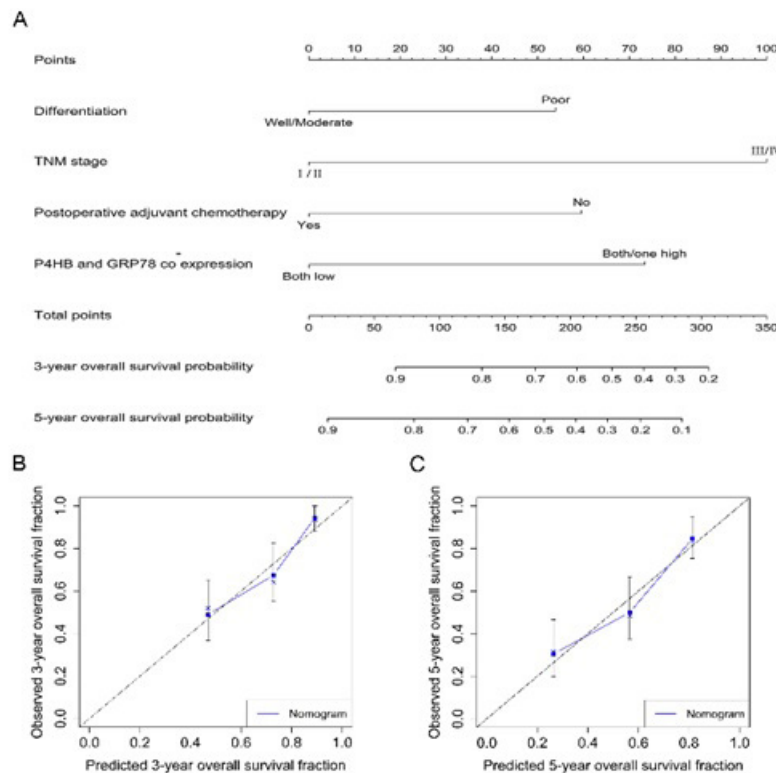 A
Points
0 10 20 30 40 50 60 70 80 90 100
Differentiation
Poor
Well/Moderate
TNM stage
III/IV
I / II
Postoperative adjuvant chemotherapy
No
Yes
P4HB and GRP78 co-expression
Both/one high
Both low
Total points
0 50 100 150 200 250 300 350
3-year overall survival probability
0.9 0.8 0.7 0.6 0.5 0.4 0.3 0.2
5-year overall survival probability
0.9 0.8 0.7 0.6 0.5 0.4 0.3 0.2 0.1
B
Observed 3-year overall survival fraction
1.0
0.8
0.6
0.4
0.2
0.0
Nomogram
0.0 0.2 0.4 0.6 0.8 1.0
Predicted 3-year overall survival fraction
C
Observed 5-year overall survival fraction
1.0
0.8
0.6
0.4
0.2
0.0
Nomogram
0.0 0.2 0.4 0.6 0.8 1.0
Predicted 5-year overall survival fraction